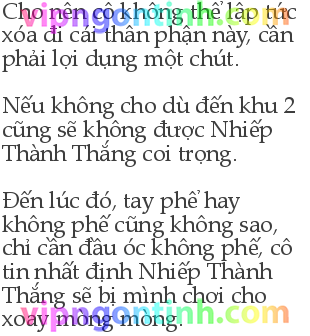 Cho nên cô không thể lập tức
xóa đi cái thân phận này, cần
phải lợi dụng một chút.
Nếu không cho dù đến khu 2
cũng sẽ không được Nhiếp
Thành Thắng coi trọng.
Đến lúc đó, tay phể hay
không phế cũng không sao,
chỉ cần đầu óc không phế, cô
tin nhất định Nhiếp Thành
Thắng sẽ bị mình chơi cho
xoay mòng mòng.
vipngontinh.com
vipngontinh.com
vipngontinh.com